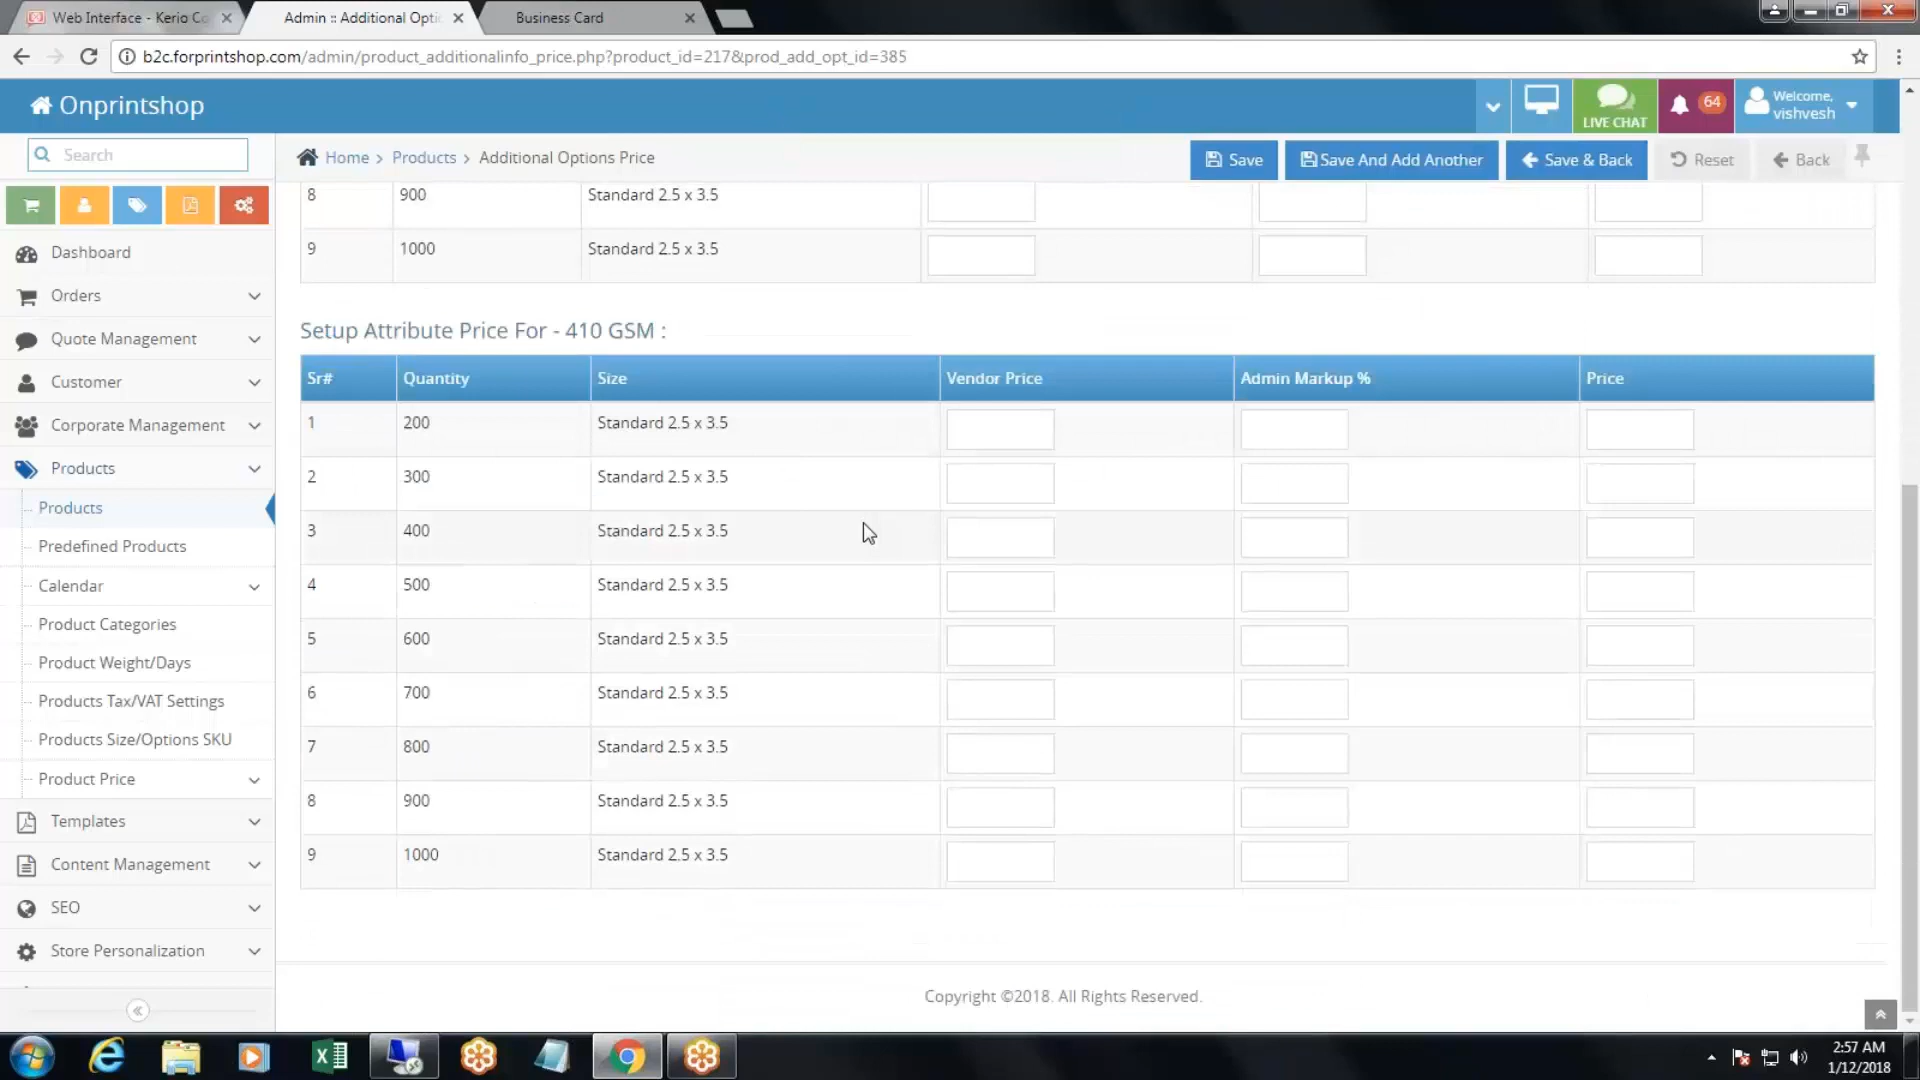 Web Interface - Kerio Co
Admin :: Additional Opti
Business Card
b2c.forprintshop.com/admin/product_additionalinfo_price.php?product_id=217&prod_add_opt_id=385
Onprintshop
LIVE CHAT
64
Welcome,
vishvesh
Search
Home > Products > Additional Options Price
Save
Save And Add Another
Save & Back
Reset
Back
Dashboard
Orders
Quote Management
Customer
Corporate Management
Products
Products
Predefined Products
Calendar
Product Categories
Product Weight/Days
Products Tax/VAT Settings
Products Size/Options SKU
Product Price
Templates
Content Management
SEO
Store Personalization
8 900 Standard 2.5 x 3.5
9 1000 Standard 2.5 x 3.5
Setup Attribute Price For - 410 GSM :
Sr# Quantity Size Vendor Price Admin Markup % Price
1 200 Standard 2.5 x 3.5
2 300 Standard 2.5 x 3.5
3 400 Standard 2.5 x 3.5
4 500 Standard 2.5 x 3.5
5 600 Standard 2.5 x 3.5
6 700 Standard 2.5 x 3.5
7 800 Standard 2.5 x 3.5
8 900 Standard 2.5 x 3.5
9 1000 Standard 2.5 x 3.5
Copyright ©2018. All Rights Reserved.
2:57 AM
1/12/2018